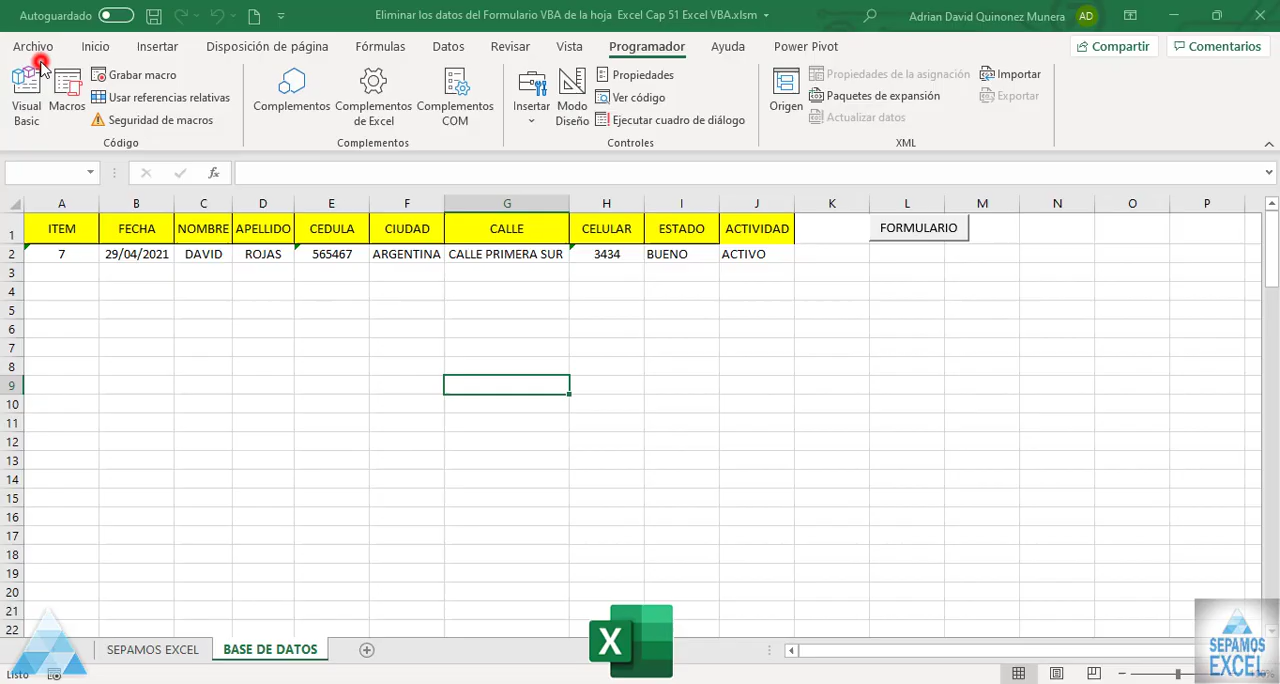 Autoguardado
Eliminar los datos del Formulario VBA de la hoja  Excel Cap 51 Excel VBA.xlsm
Adrian David Quinonez Munera
AD
Archivo Inicio Insertar Disposición de página Fórmulas Datos Revisar Vista Programador Ayuda Power Pivot Compartir Comentarios
Visual Basic
Macros
Grabar macro
Usar referencias relativas
Seguridad de macros
Código
Complementos
Complementos de Excel
Complementos COM
Complementos
Insertar
Modo Diseño
Propiedades
Ver código
Ejecutar cuadro de diálogo
Controles
Origen
Propiedades de la asignación
Paquetes de expansión
Actualizar datos
Importar
Exportar
XML
fx
A B C D E F G H I J K L M N O P
1 ITEM FECHA NOMBRE APELLIDO CEDULA CIUDAD CALLE CELULAR ESTADO ACTIVIDAD FORMULARIO
2 7 29/04/2021 DAVID ROJAS 565467 ARGENTINA CALLE PRIMERA SUR 3434 BUENO ACTIVO
3
4
5
6
7
8
9
10
11
12
13
14
15
16
17
18
19
20
21
22
X
SEPAMOS EXCEL
BASE DE DATOS
SEPAMOS
EXCEL
Listo